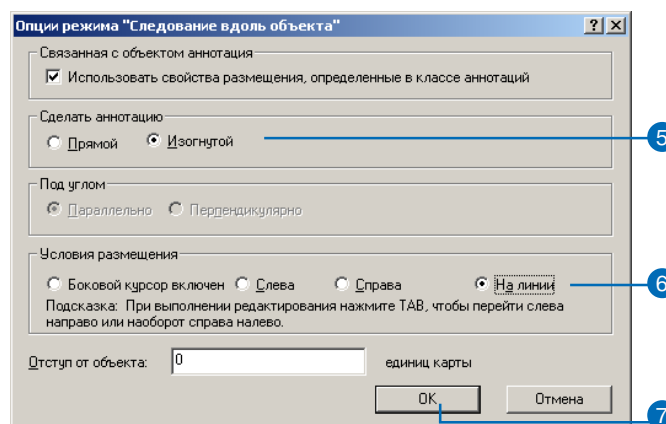 Опции режима "Следование вдоль объекта"
Связанная с объектом аннотация
Использовать свойства размещения, определенные в классе аннотаций
Сделать аннотацию
Прямой Изогнутой 5
Под углом
Параллельно Перпендикулярно
Условия размещения
Боковой курсор включен Слева Справа На линии 6
Подсказка: При выполнении редактирования нажмите TAB, чтобы перейти слева
направо или наоборот справа налево.
Отступ от объекта: 0 единиц карты
OK Отмена
7